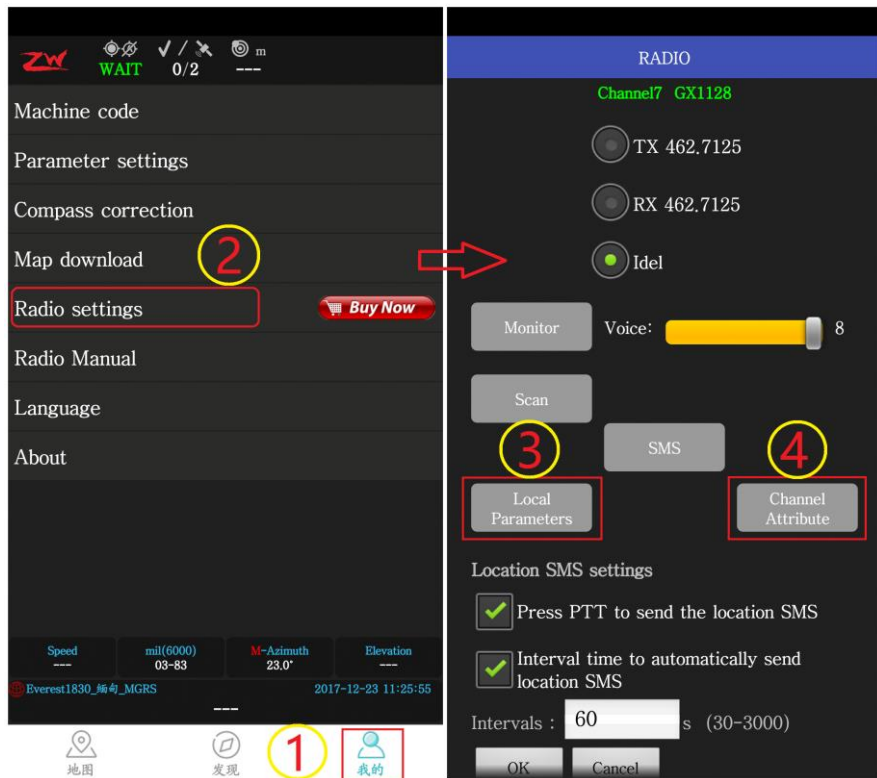 ZW
WAIT
0/2
m
---
Machine code
Parameter settings
Compass correction
Map download
2
Radio settings
Buy Now
Radio Manual
Language
About
Speed
---
mil(6000)
03-83
M-Azimuth
23.0°
Elevation
---
Everest1830_缅甸_MGRS
2017-12-23 11:25:55
---
地图
发现
1
我的
RADIO
Channel7 GX1128
TX 462.7125
RX 462.7125
Idel
Monitor
Voice:
8
Scan
SMS
3
4
Local
Parameters
Channel
Attribute
Location SMS settings
Press PTT to send the location SMS
Interval time to automatically send
location SMS
Intervals : 60 s (30-3000)
OK
Cancel